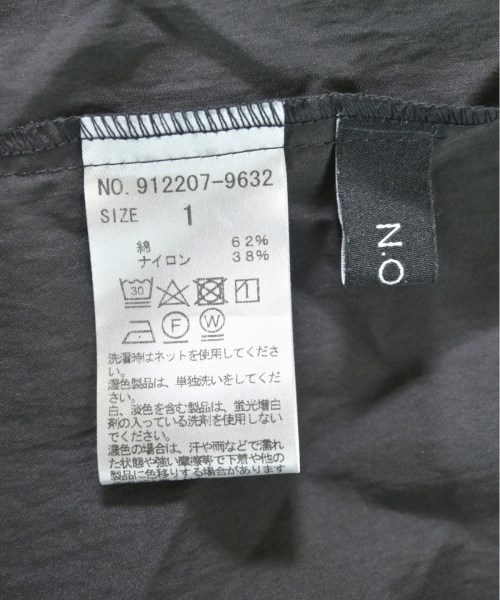 NO. 912207-9632
SIZE 1
綿 62%
ナイロン 38%
30
F W
洗濯時はネットを使用してくださ
い。
濃色製品は、単独洗いをしてくださ
い。
白、淡色を含む製品は、蛍光増白
剤の入っている洗剤を使用しない
でください。
濃色の場合は、汗や雨などで濡れ
た状態や強い摩擦等で下着や他の
製品に色移りする場合があります
N.O